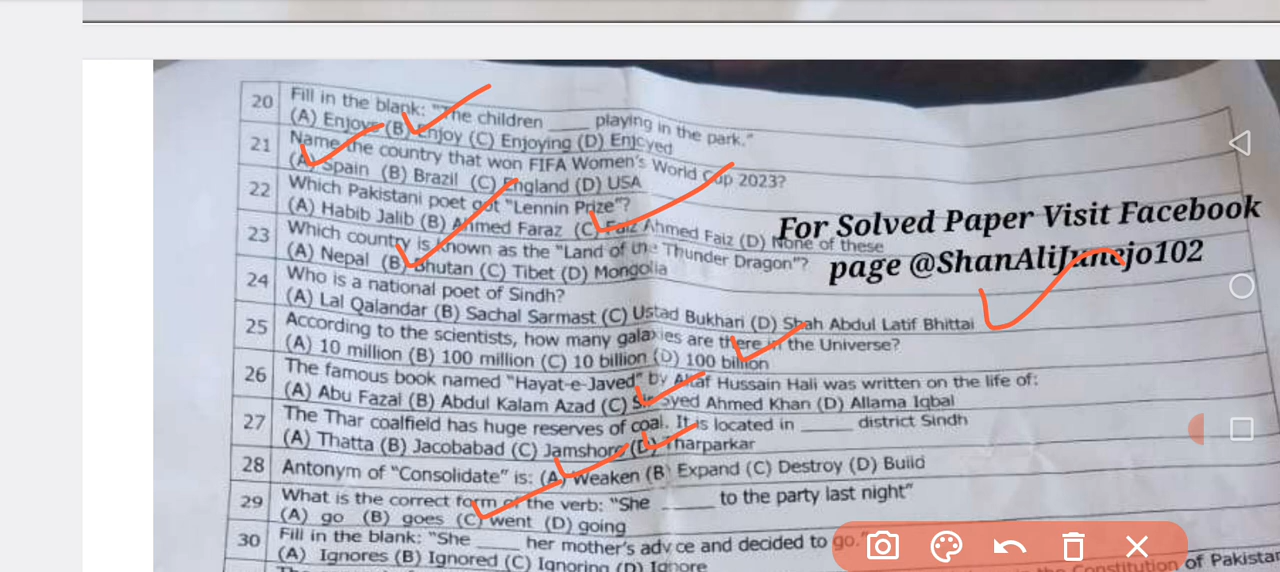 20 Fill in the blank: "The children ____ playing in the park."
(A) Enjoys (B) Enjoy (C) Enjoying (D) Enjoyed
21 Name the country that won FIFA Women's World Cup 2023?
(A) Spain (B) Brazil (C) England (D) USA
22 Which Pakistani poet got "Lennin Prize"?
(A) Habib Jalib (B) Ahmed Faraz (C) Faiz Ahmed Faiz (D) None of these
23 Which country is known as the "Land of the Thunder Dragon"?
(A) Nepal (B) Bhutan (C) Tibet (D) Mongolia
For Solved Paper Visit Facebook
page @ShanAliJunejo102
24 Who is a national poet of Sindh?
(A) Lal Qalandar (B) Sachal Sarmast (C) Ustad Bukhari (D) Shah Abdul Latif Bhittai
25 According to the scientists, how many galaxies are there in the Universe?
(A) 10 million (B) 100 million (C) 10 billion (D) 100 billion
26 The famous book named "Hayat-e-Javed" by Altaf Hussain Hali was written on the life of:
(A) Abu Fazal (B) Abdul Kalam Azad (C) Sir Syed Ahmed Khan (D) Allama Iqbal
27 The Thar coalfield has huge reserves of coal. It is located in ____ district Sindh
(A) Thatta (B) Jacobabad (C) Jamshoro (D) Tharparkar
28 Antonym of "Consolidate" is: (A) Weaken (B) Expand (C) Destroy (D) Build
29 What is the correct form of the verb: "She ____ to the party last night"
(A) go (B) goes (C) went (D) going
30 Fill in the blank: "She ____ her mother's advice and decided to go."
(A) Ignores (B) Ignored (C) Ignoring (D) Ignore
in the Constitution of Pakistan